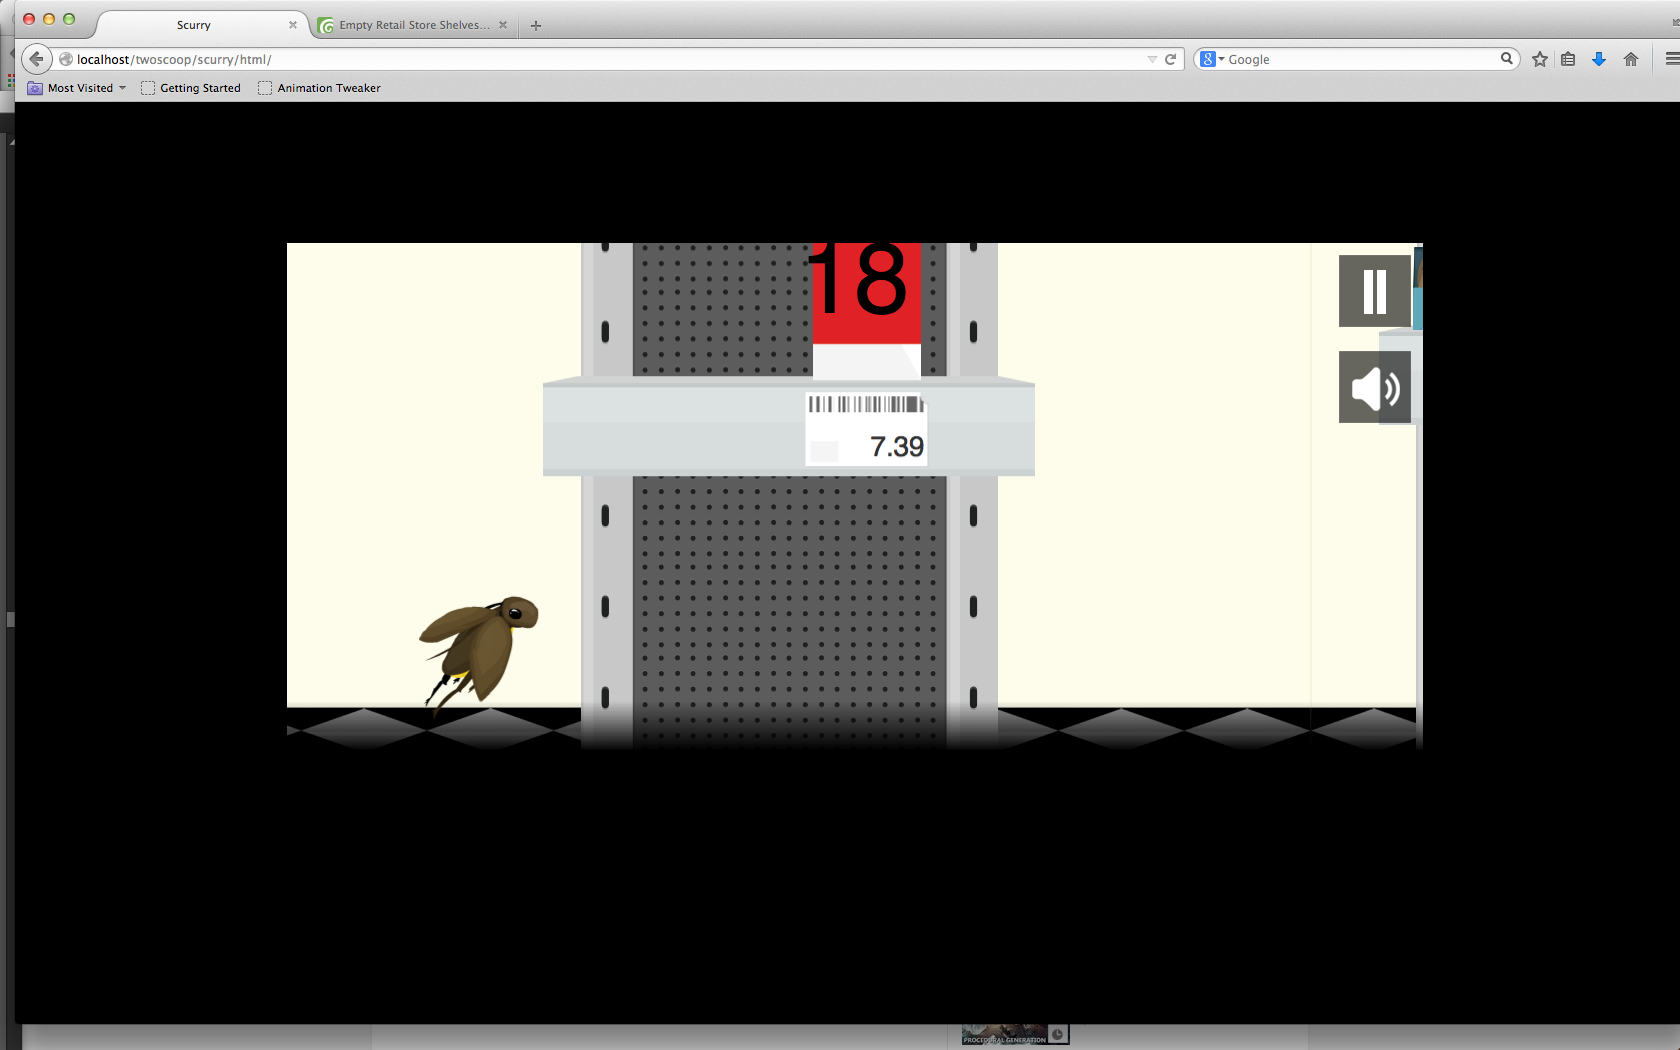 Scurry
Empty Retail Store Shelves...
localhost/twoscoop/scurry/html/
Google
Most Visited
Getting Started
Animation Tweaker
18
7.39
PROCEDURAL GENERATION